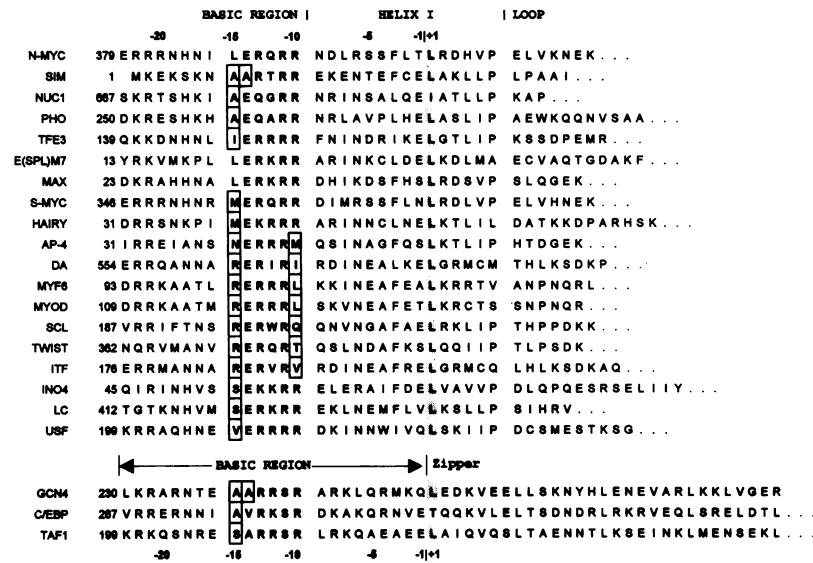 BASIC REGION | HELIX I | LOOP
-20 -15 -10 -5 -1|+1
N-MYC 379 ERRRNHNI LERQRR NDLRSSFLTLRDHVP ELVKNEK...
SIM 1 MKEKSKN AARTRR EKENTEFCELAKLLP LPAAI...
NUC1 667 SKRTSHKI AEQGRR NRINSALQEIATLLP KAP...
PHO 250 DKRESHKH AEQARR NRLAVPLHELASLIP AEWKQQNVSAA...
TFE3 139 QKKDNHNL IERRRR FNINDRIKELGTLIP KSSDPEMR...
E(SPL)M7 13 YRKVMKPL LERKRR ARINKCLDELKDLMA ECVAQTGDAKF...
MAX 23 DKRAHHNA LERKRR DHIKDSFHSLRDSVP SLQGEK...
S-MYC 346 ERRRNHNR MERQRR DIMRSSFLNLRDLVP ELVHNEK...
HAIRY 31 DRRSNKPI MEKRRR ARINNCLNELKTLIL DATKKDPARHSK...
AP-4 31 IRREIANS NERRRM QSINAGFQSLKTLIP HTDGEK...
DA 554 ERRQANNA RERIRI RDINEALKELGRMCM THLKSDKP...
MYF6 93 DRRKAATL RERRRL KKINEAFEALKRRTV ANPNQRL...
MYOD 109 DRRKAATM RERRRL SKVNEAFETLKRCTS SNPNQR...
SCL 187 VRRIFTNS RERWRQ QNVNGAFAELRKLIP THPPDKK...
TWIST 362 NQRVMANV RERQRT QSLNDAFKSLQQIIP TLPSDK...
ITF 176 ERRMANNA RERVRV RDINEAFRELGRMCQ LHLKSDKAQ...
INO4 45 QIRINHVS SEKKRR ELERAIFDELVAVVP DLQPQESRSELIIY...
LC 412 TGTKNHVM SERKRR EKLNEMFLVLKSLLP SIHRV...
USF 199 KRRAQHNE VERRRR DKINNWIVQLSKIIP DCSMESTKSG...
BASIC REGION | Zipper
GCN4 230 LKRARNTE AARRSR ARKLQRMKQLEDKVEELLSKNYHLENEVARLKKLVGER
C/EBP 287 VRRERNNI AVRKSR DKAKQRNVETQQKVLELTSDNDRLRKRVEQLSRELDTL...
TAF1 199 KRKQSNRE SARRSR LRKQAEAEELAIQVQSLTAENNTLKSEINKLMENSEKL...
-20 -15 -10 -5 -1|+1